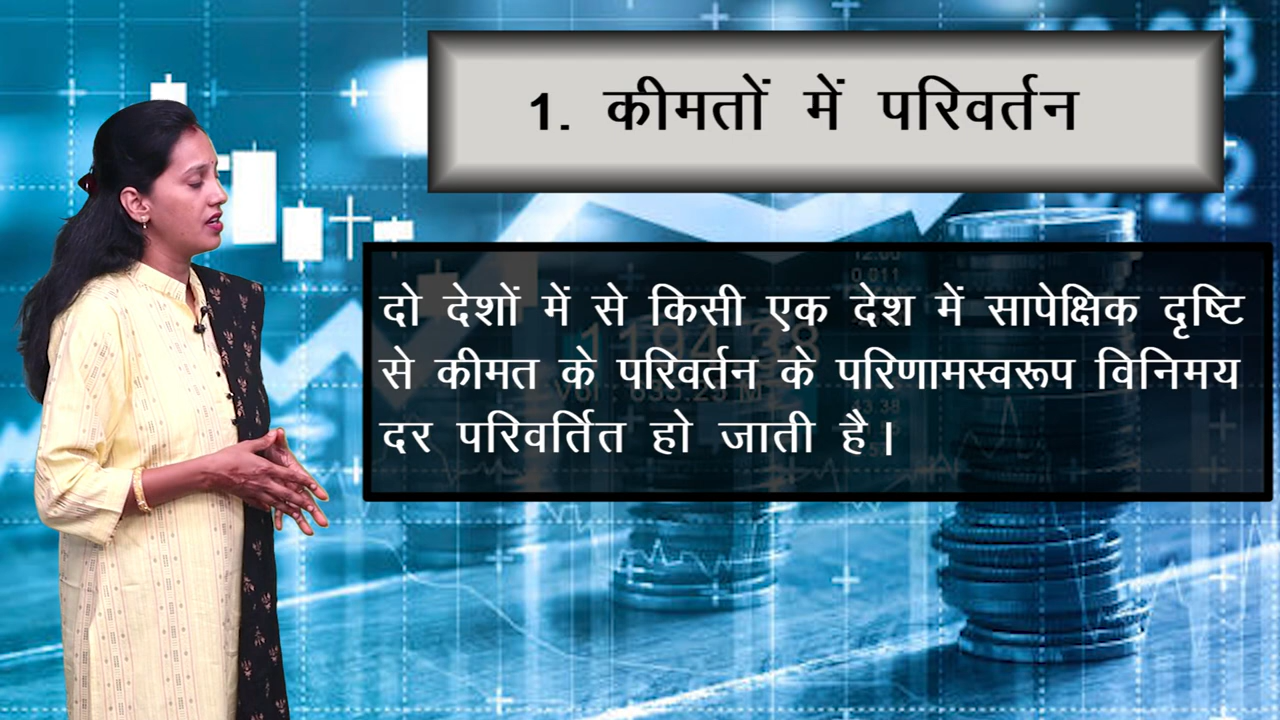 1. कीमतों में परिवर्तन
दो देशों में से किसी एक देश में सापेक्षिक दृष्टि
से कीमत के परिवर्तन के परिणामस्वरूप विनिमय
दर परिवर्तित हो जाती है।